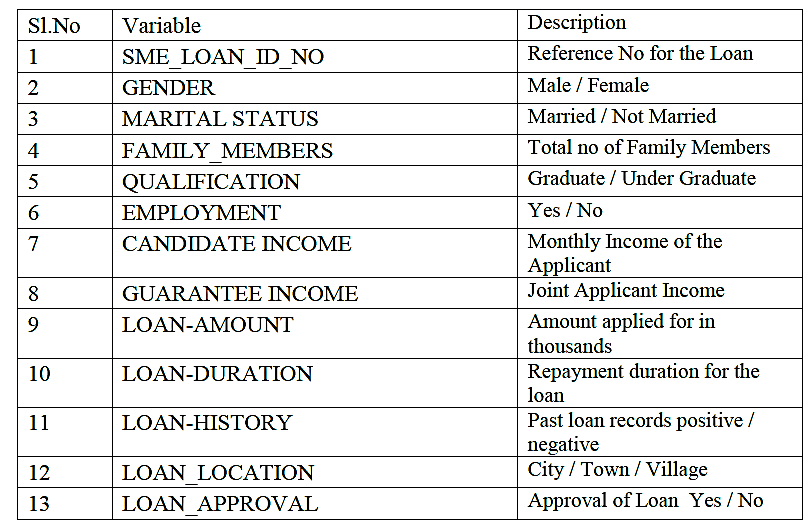 Sl.No Variable Description
1 SME_LOAN_ID_NO Reference No for the Loan
2 GENDER Male / Female
3 MARITAL STATUS Married / Not Married
4 FAMILY_MEMBERS Total no of Family Members
5 QUALIFICATION Graduate / Under Graduate
6 EMPLOYMENT Yes / No
7 CANDIDATE INCOME Monthly Income of the
Applicant
8 GUARANTEE INCOME Joint Applicant Income
9 LOAN-AMOUNT Amount applied for in
thousands
10 LOAN-DURATION Repayment duration for the
loan
11 LOAN-HISTORY Past loan records positive /
negative
12 LOAN_LOCATION City / Town / Village
13 LOAN_APPROVAL Approval of Loan Yes / No